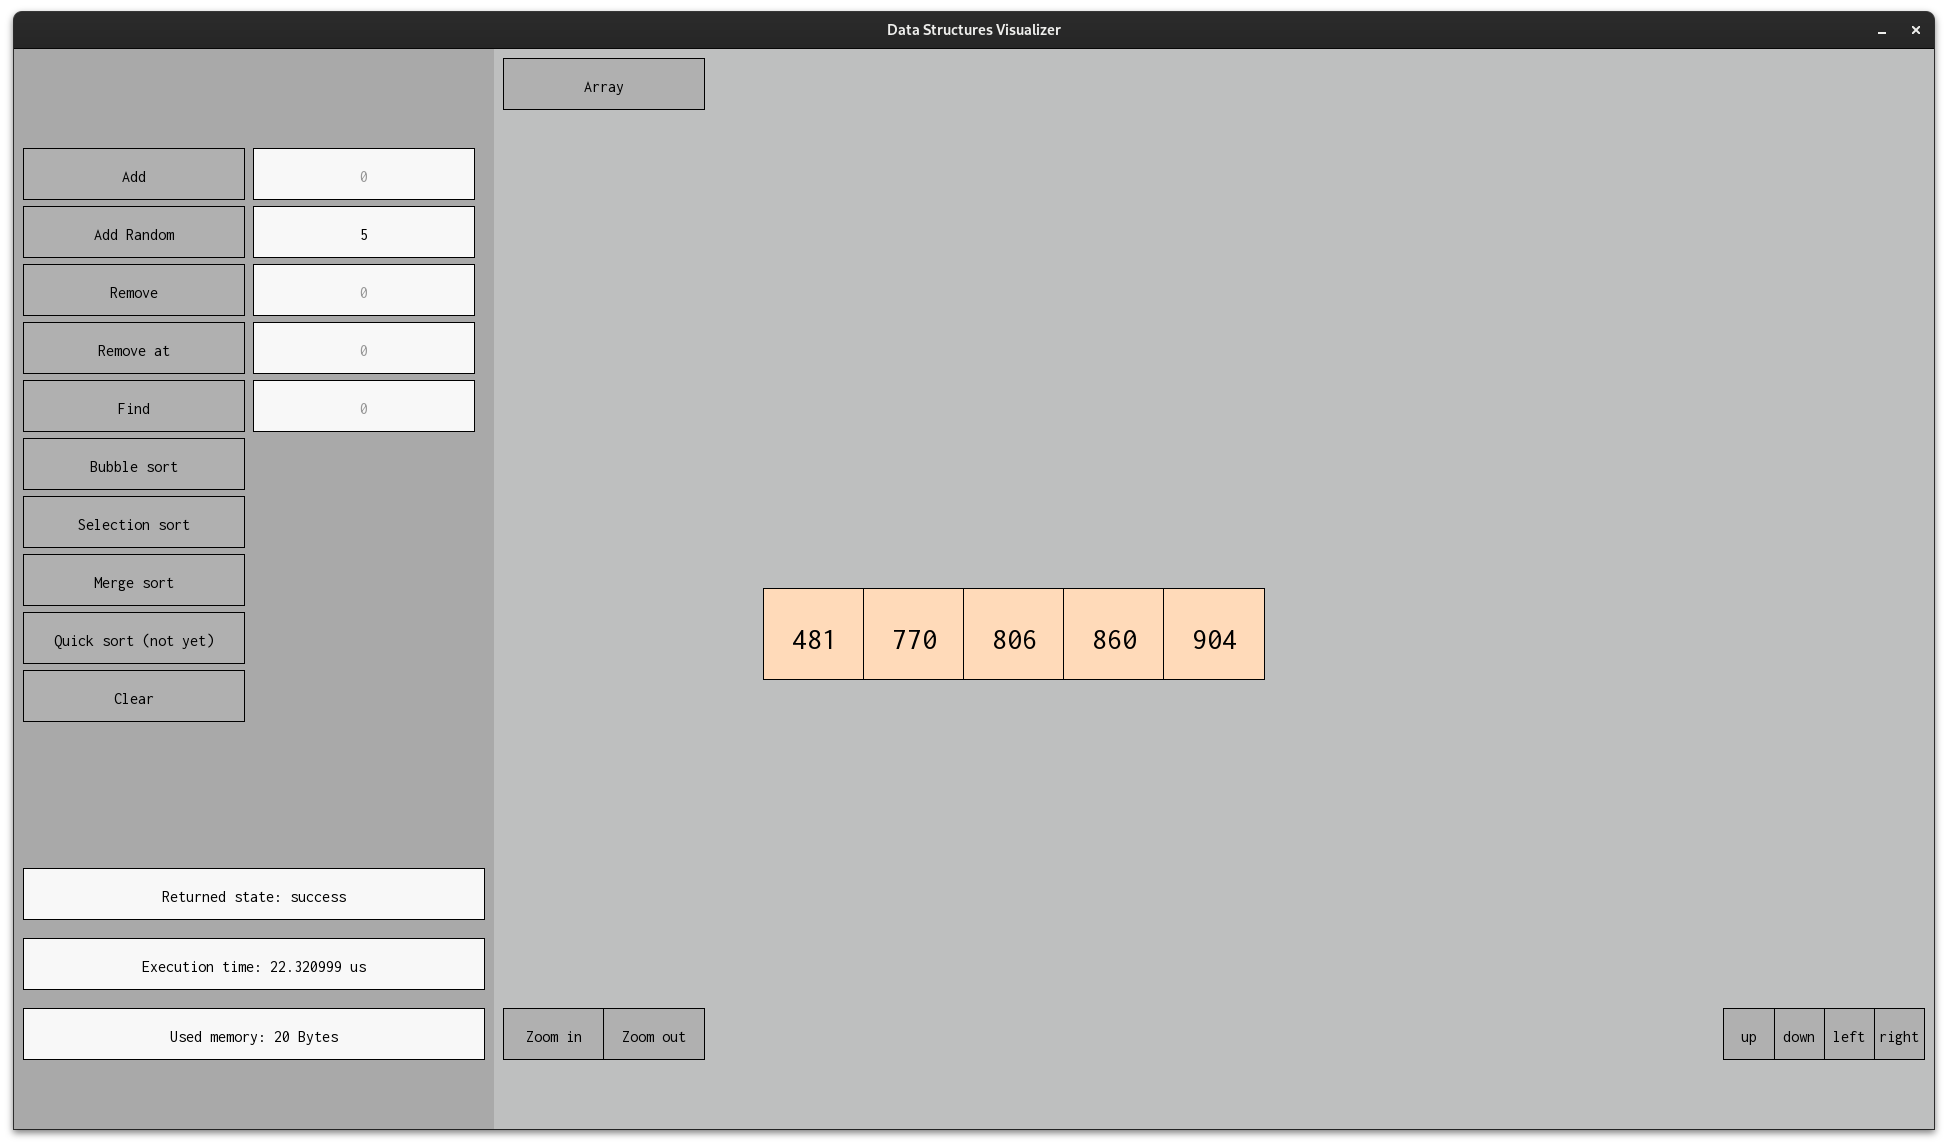 Data Structures Visualizer
Array
Add 0
Add Random 5
Remove 0
Remove at 0
Find 0
Bubble sort
Selection sort
Merge sort
Quick sort (not yet)
Clear
481 770 806 860 904
Returned state: success
Execution time: 22.320999 us
Used memory: 20 Bytes
Zoom in Zoom out
up down left right